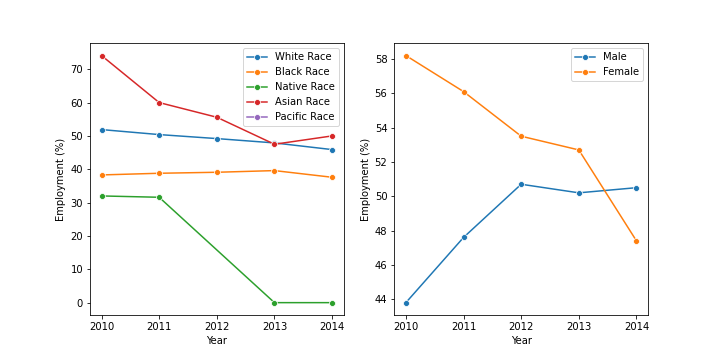 White Race
Black Race
Native Race
Asian Race
Pacific Race
Employment (%)
70
60
50
40
30
20
10
0
2010 2011 2012 2013 2014
Year
Male
Female
Employment (%)
58
56
54
52
50
48
46
44
2010 2011 2012 2013 2014
Year